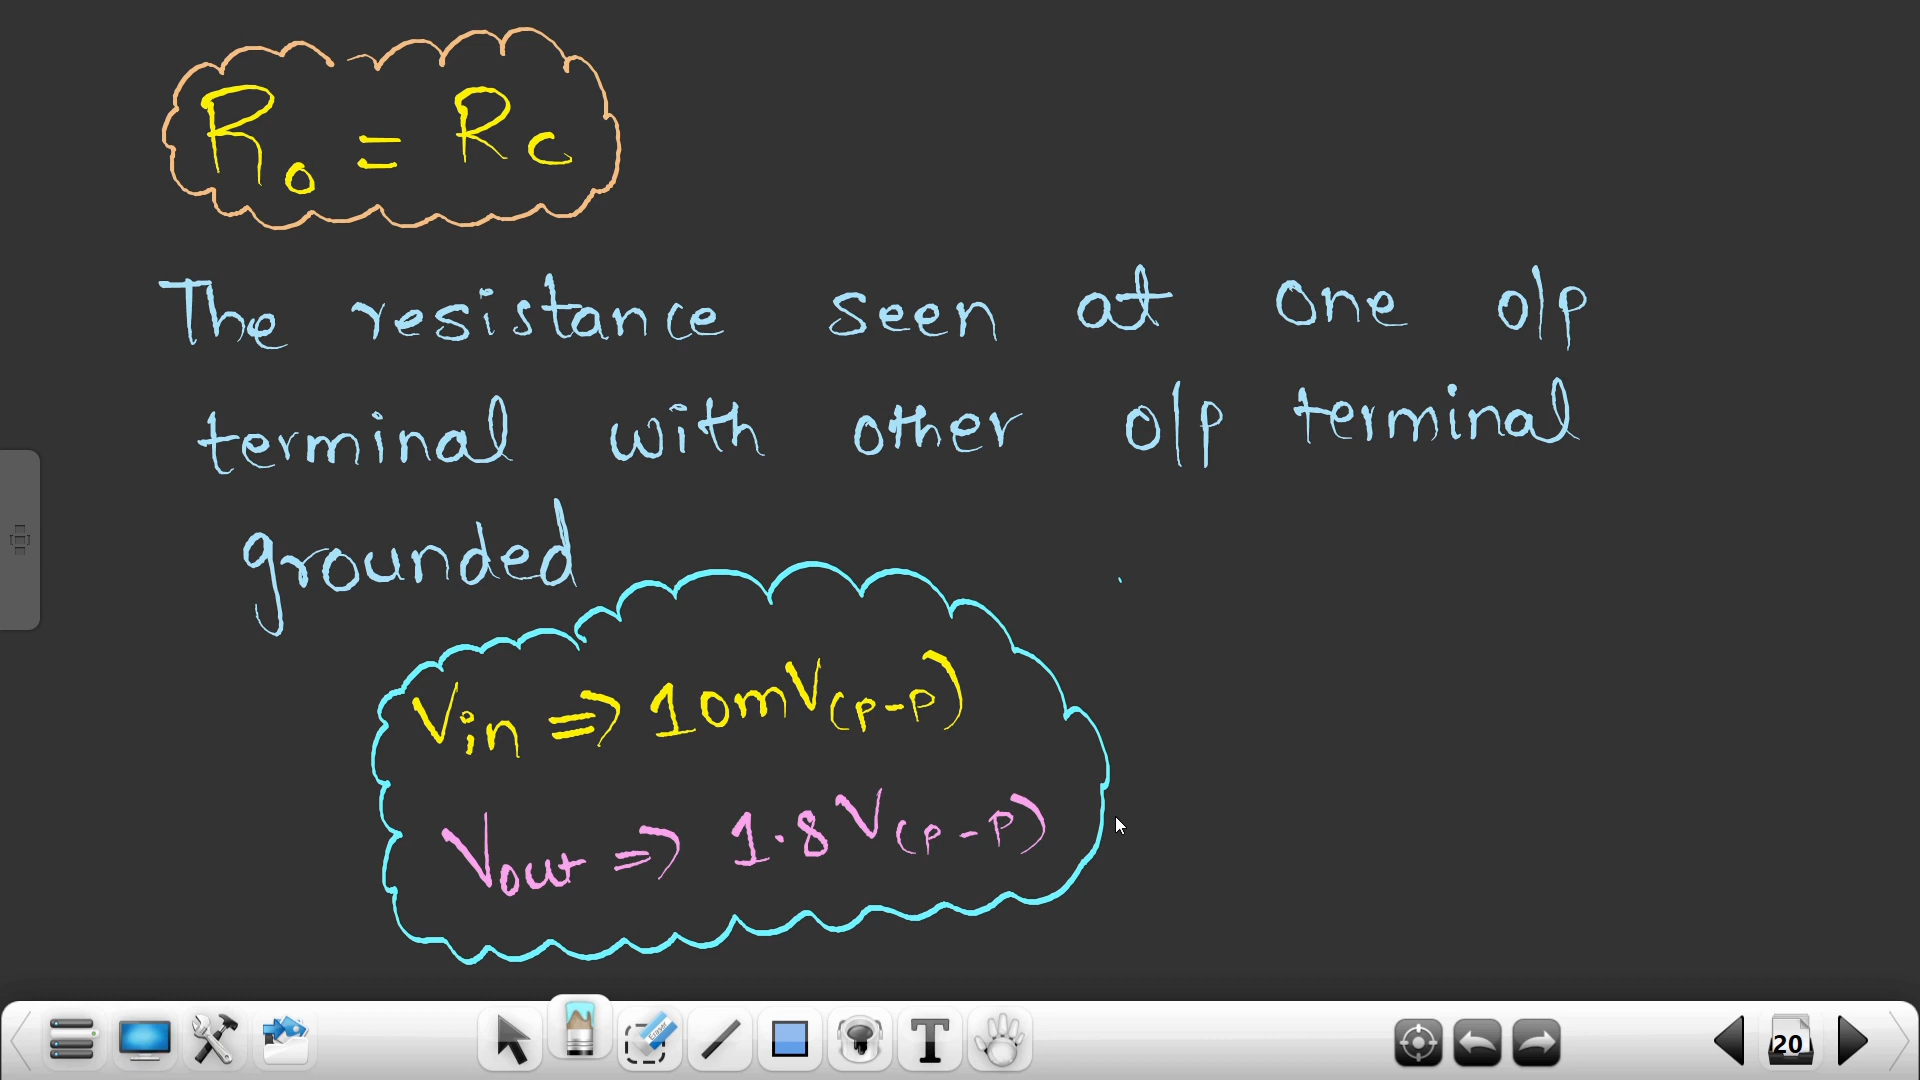 Ro = Rc
The resistance seen at one o/p
terminal with other o/p terminal
grounded
Vin => 10mV(p-p)
Vout => 1.8V(p-p)
T
20